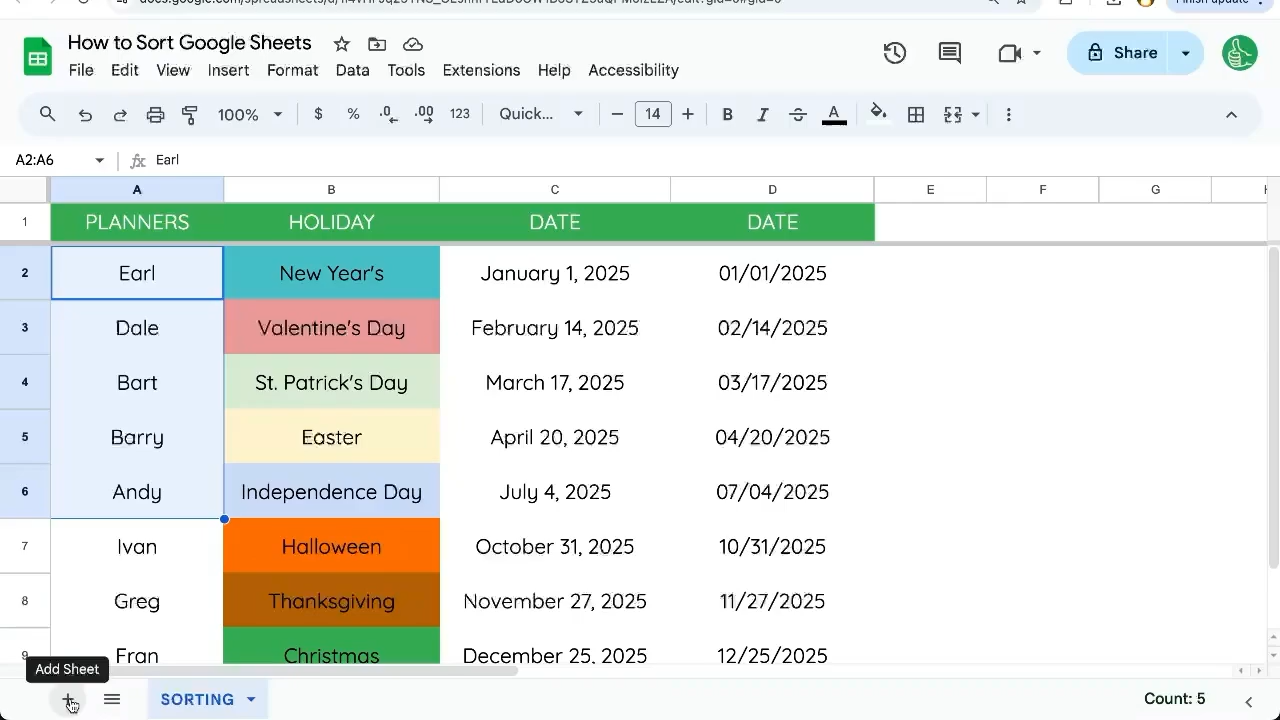 How to Sort Google Sheets
File Edit View Insert Format Data Tools Extensions Help Accessibility
Share
100% $ % .0 .00 123 Quick... 14 B I A
A2:A6 fx Earl
A B C D E F G
1 PLANNERS HOLIDAY DATE DATE
2 Earl New Year's January 1, 2025 01/01/2025
3 Dale Valentine's Day February 14, 2025 02/14/2025
4 Bart St. Patrick's Day March 17, 2025 03/17/2025
5 Barry Easter April 20, 2025 04/20/2025
6 Andy Independence Day July 4, 2025 07/04/2025
7 Ivan Halloween October 31, 2025 10/31/2025
8 Greg Thanksgiving November 27, 2025 11/27/2025
9 Fran Christmas December 25, 2025 12/25/2025
Add Sheet
SORTING Count: 5